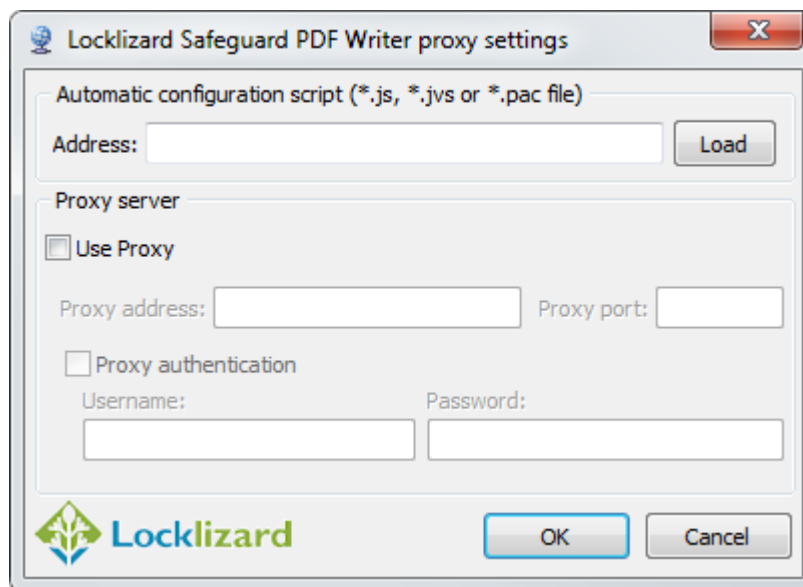 Locklizard Safeguard PDF Writer proxy settings
Automatic configuration script (*.js, *.jvs or *.pac file)
Address: Load
Proxy server
Use Proxy
Proxy address: Proxy port:
Proxy authentication
Username: Password:
Locklizard OK Cancel